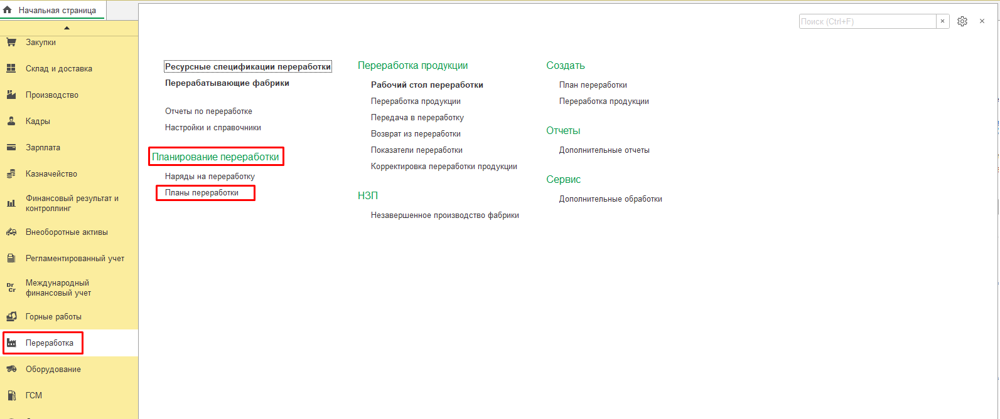 Начальная страница
Поиск (Ctrl+F)
Закупки
Склад и доставка
Производство
Кадры
Зарплата
Казначейство
Финансовый результат и
контроллинг
Внеоборотные активы
Регламентированный учет
Dr
Cr
Международный
финансовый учет
Горные работы
Переработка
Оборудование
ГСМ
Ресурсные спецификации переработки
Перерабатывающие фабрики
Отчеты по переработке
Настройки и справочники
Планирование переработки
Наряды на переработку
Планы переработки
Переработка продукции
Рабочий стол переработки
Переработка продукции
Передача в переработку
Возврат из переработки
Показатели переработки
Корректировка переработки продукции
НЗП
Незавершенное производство фабрики
Создать
План переработки
Переработка продукции
Отчеты
Дополнительные отчеты
Сервис
Дополнительные обработки